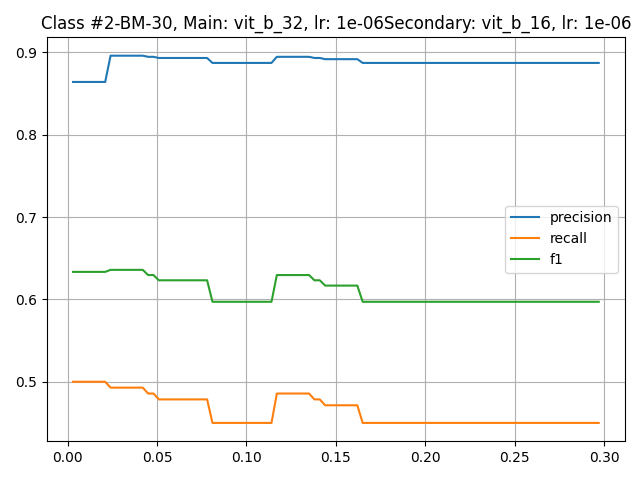 Class #2-BM-30, Main: vit_b_32, lr: 1e-06Secondary: vit_b_16, lr: 1e-06
0.9
0.8
0.7
0.6
0.5
precision
recall
f1
0.00 0.05 0.10 0.15 0.20 0.25 0.30